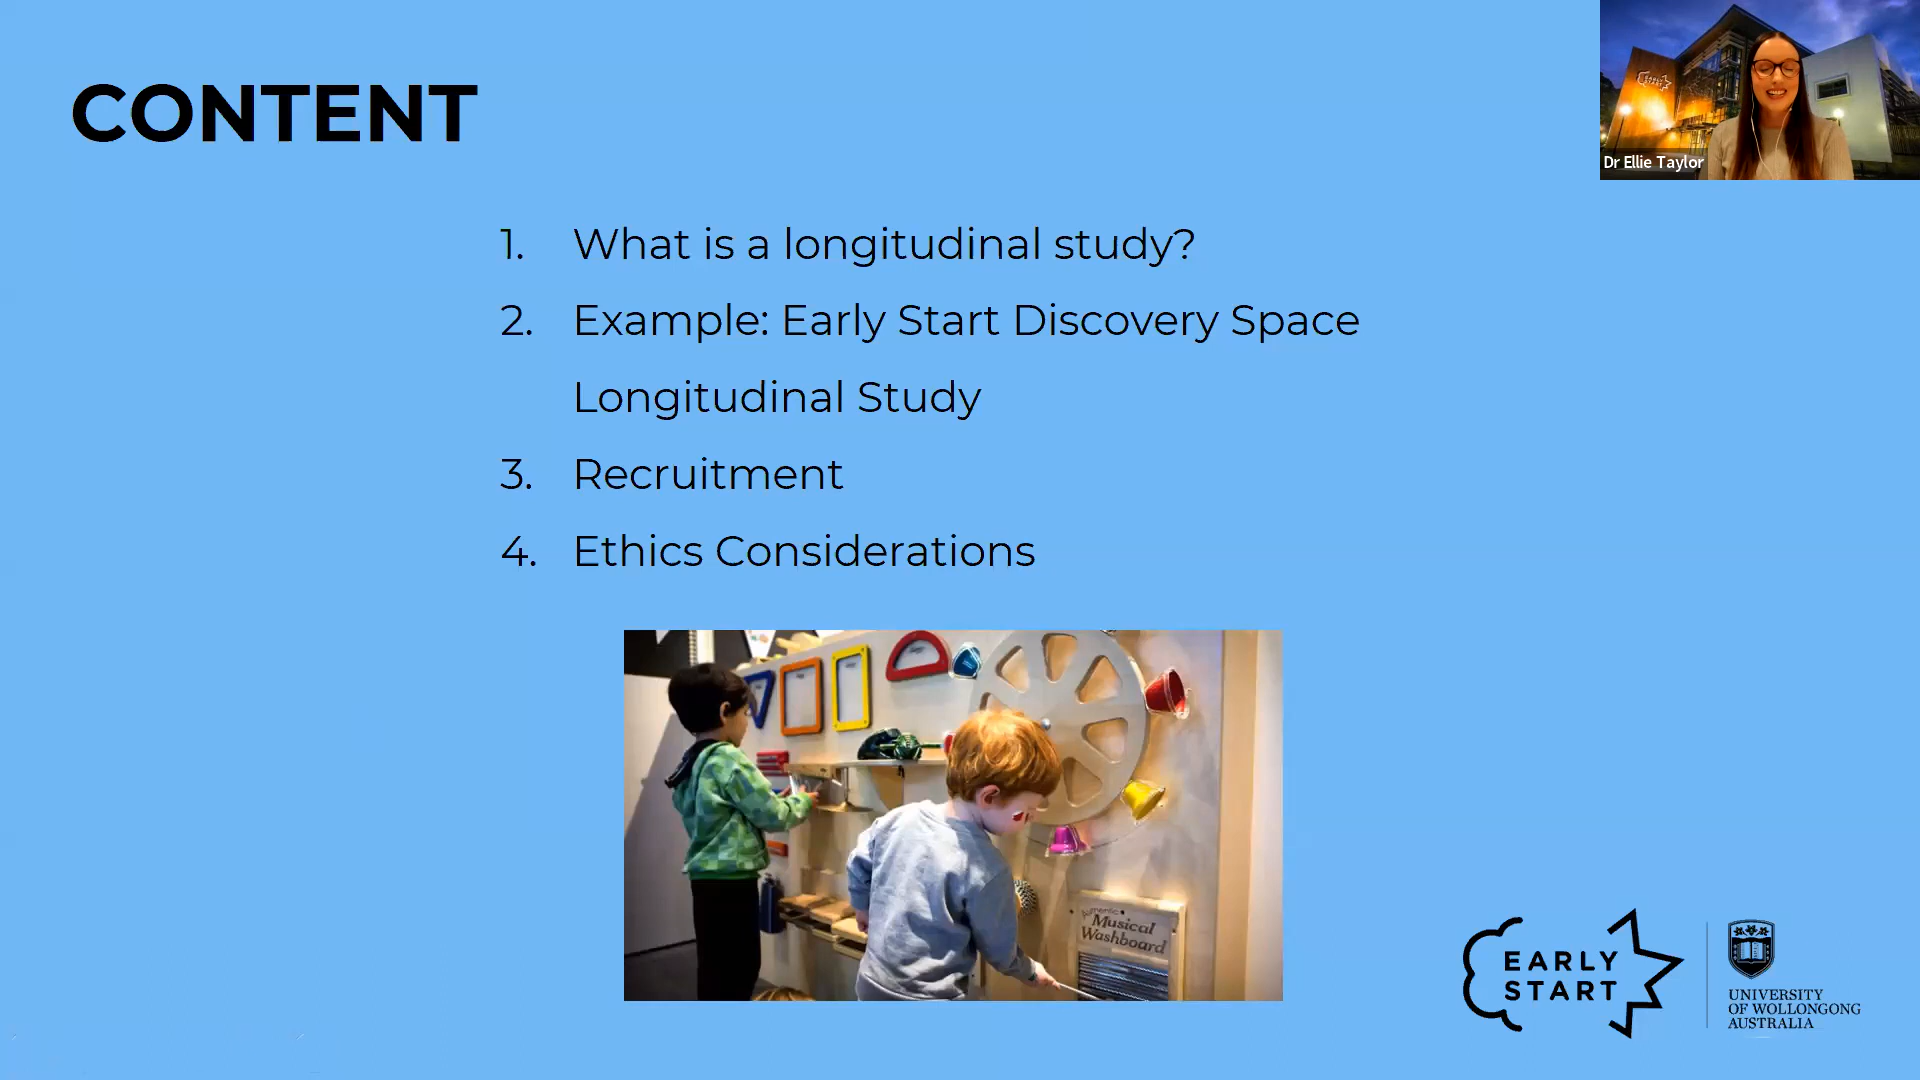 CONTENT
Dr Ellie Taylor
1. What is a longitudinal study?
2. Example: Early Start Discovery Space
Longitudinal Study
3. Recruitment
4. Ethics Considerations
Authentic
Musical
Washboard
EARLY
START
UNIVERSITY
OF WOLLONGONG
AUSTRALIA